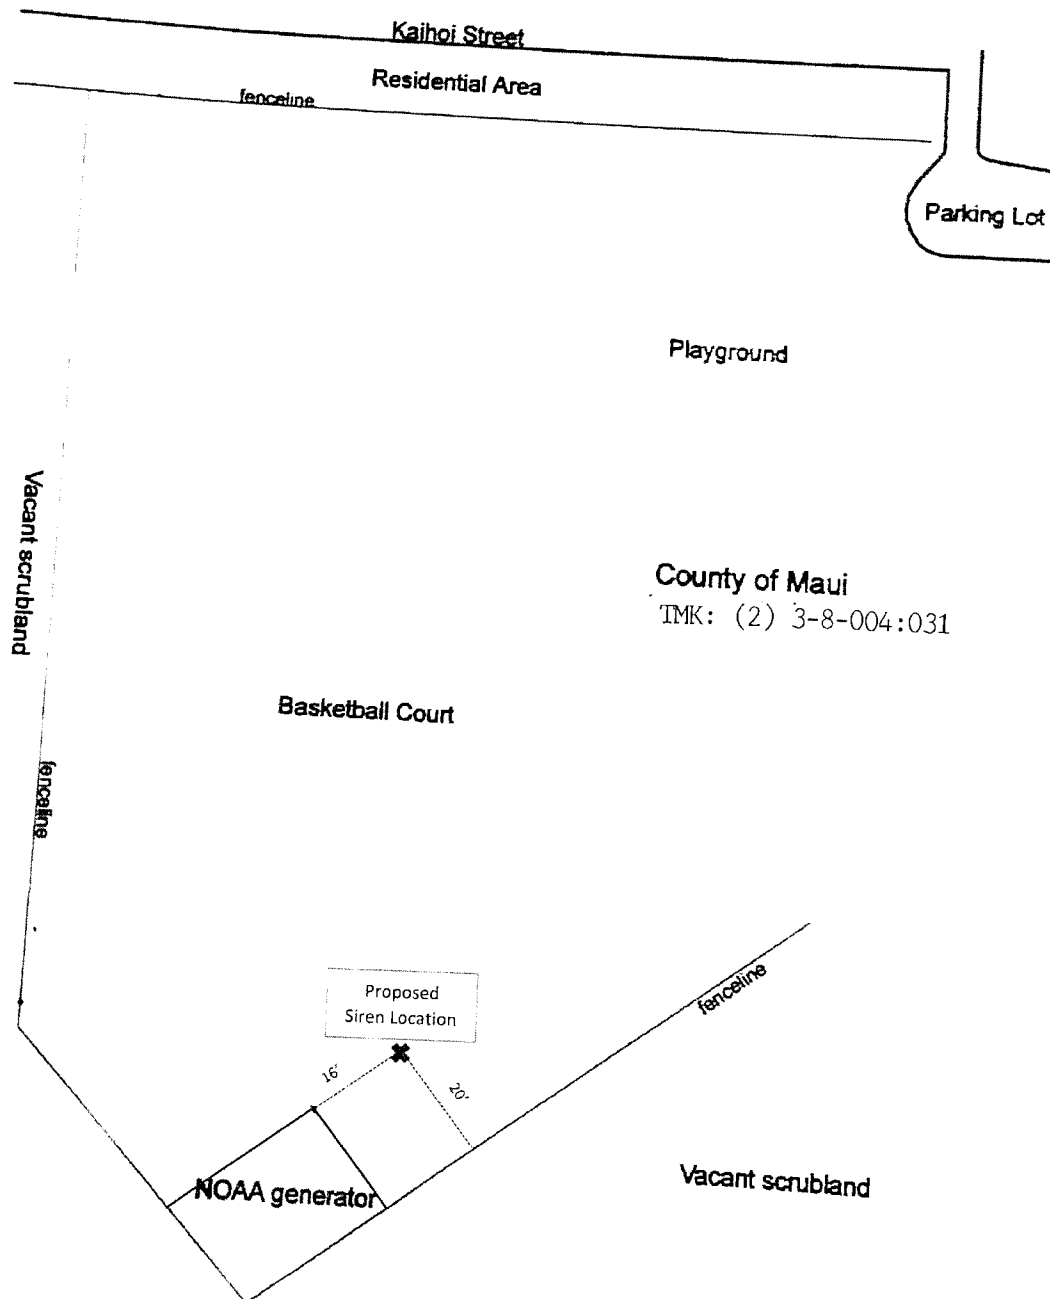 Kaihoi Street
Residential Area
fenceline
Parking Lot
Playground
Vacant scrubland
County of Maui
TMK: (2) 3-8-004:031
Basketball Court
fenceline
fenceline
Proposed
Siren Location
16'
20'
NOAA generator
Vacant scrubland